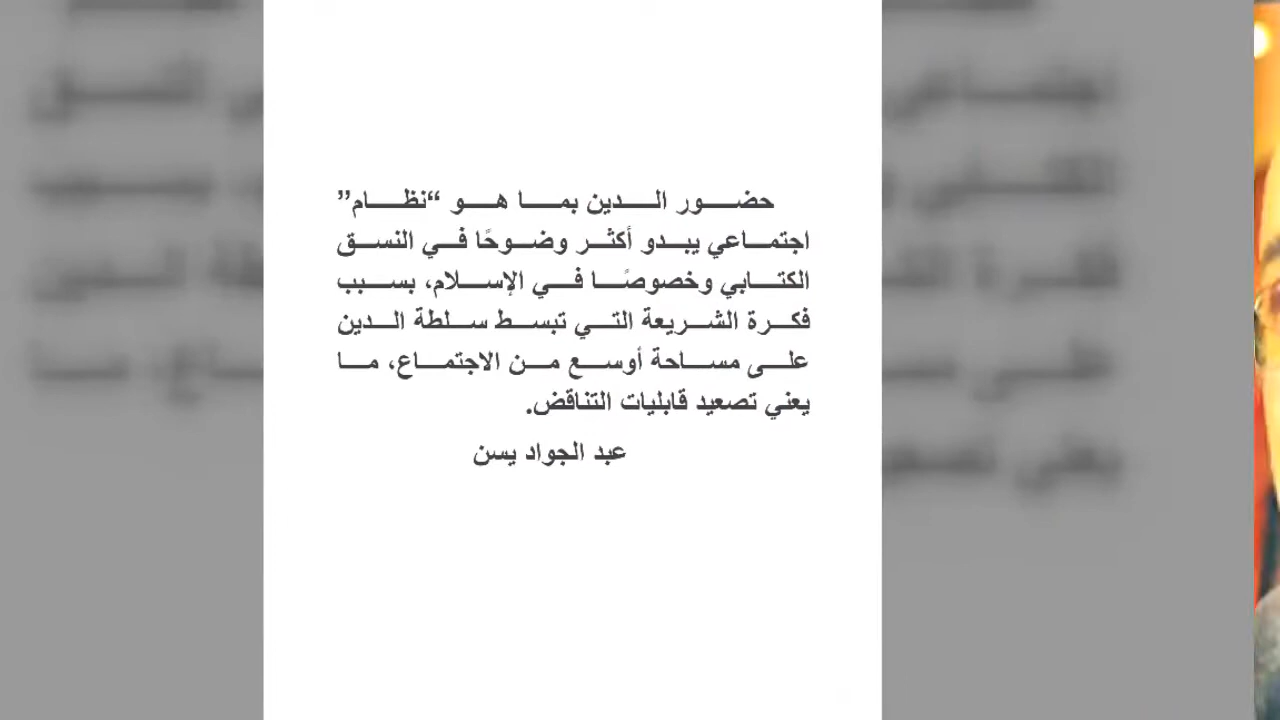 حضور الدين بما هو “نظام”
اجتماعي يبدو أكثر وضوحًا في النسق
الكتابي وخصوصًا في الإسلام، بسبب
فكرة الشريعة التي تبسط سلطة الدين
على مساحة أوسع من الاجتماع، ما
يعني تصعيد قابليات التناقض.
عبد الجواد يسن